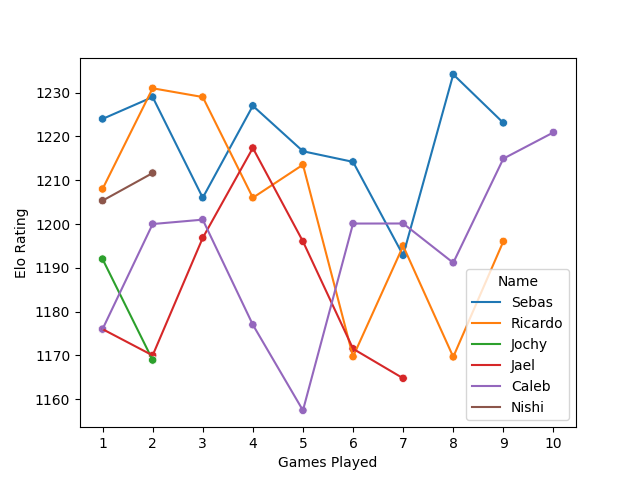 Elo Rating
1230
1220
1210
1200
1190
1180
1170
1160
Name
Sebas
Ricardo
Jochy
Jael
Caleb
Nishi
1 2 3 4 5 6 7 8 9 10
Games Played